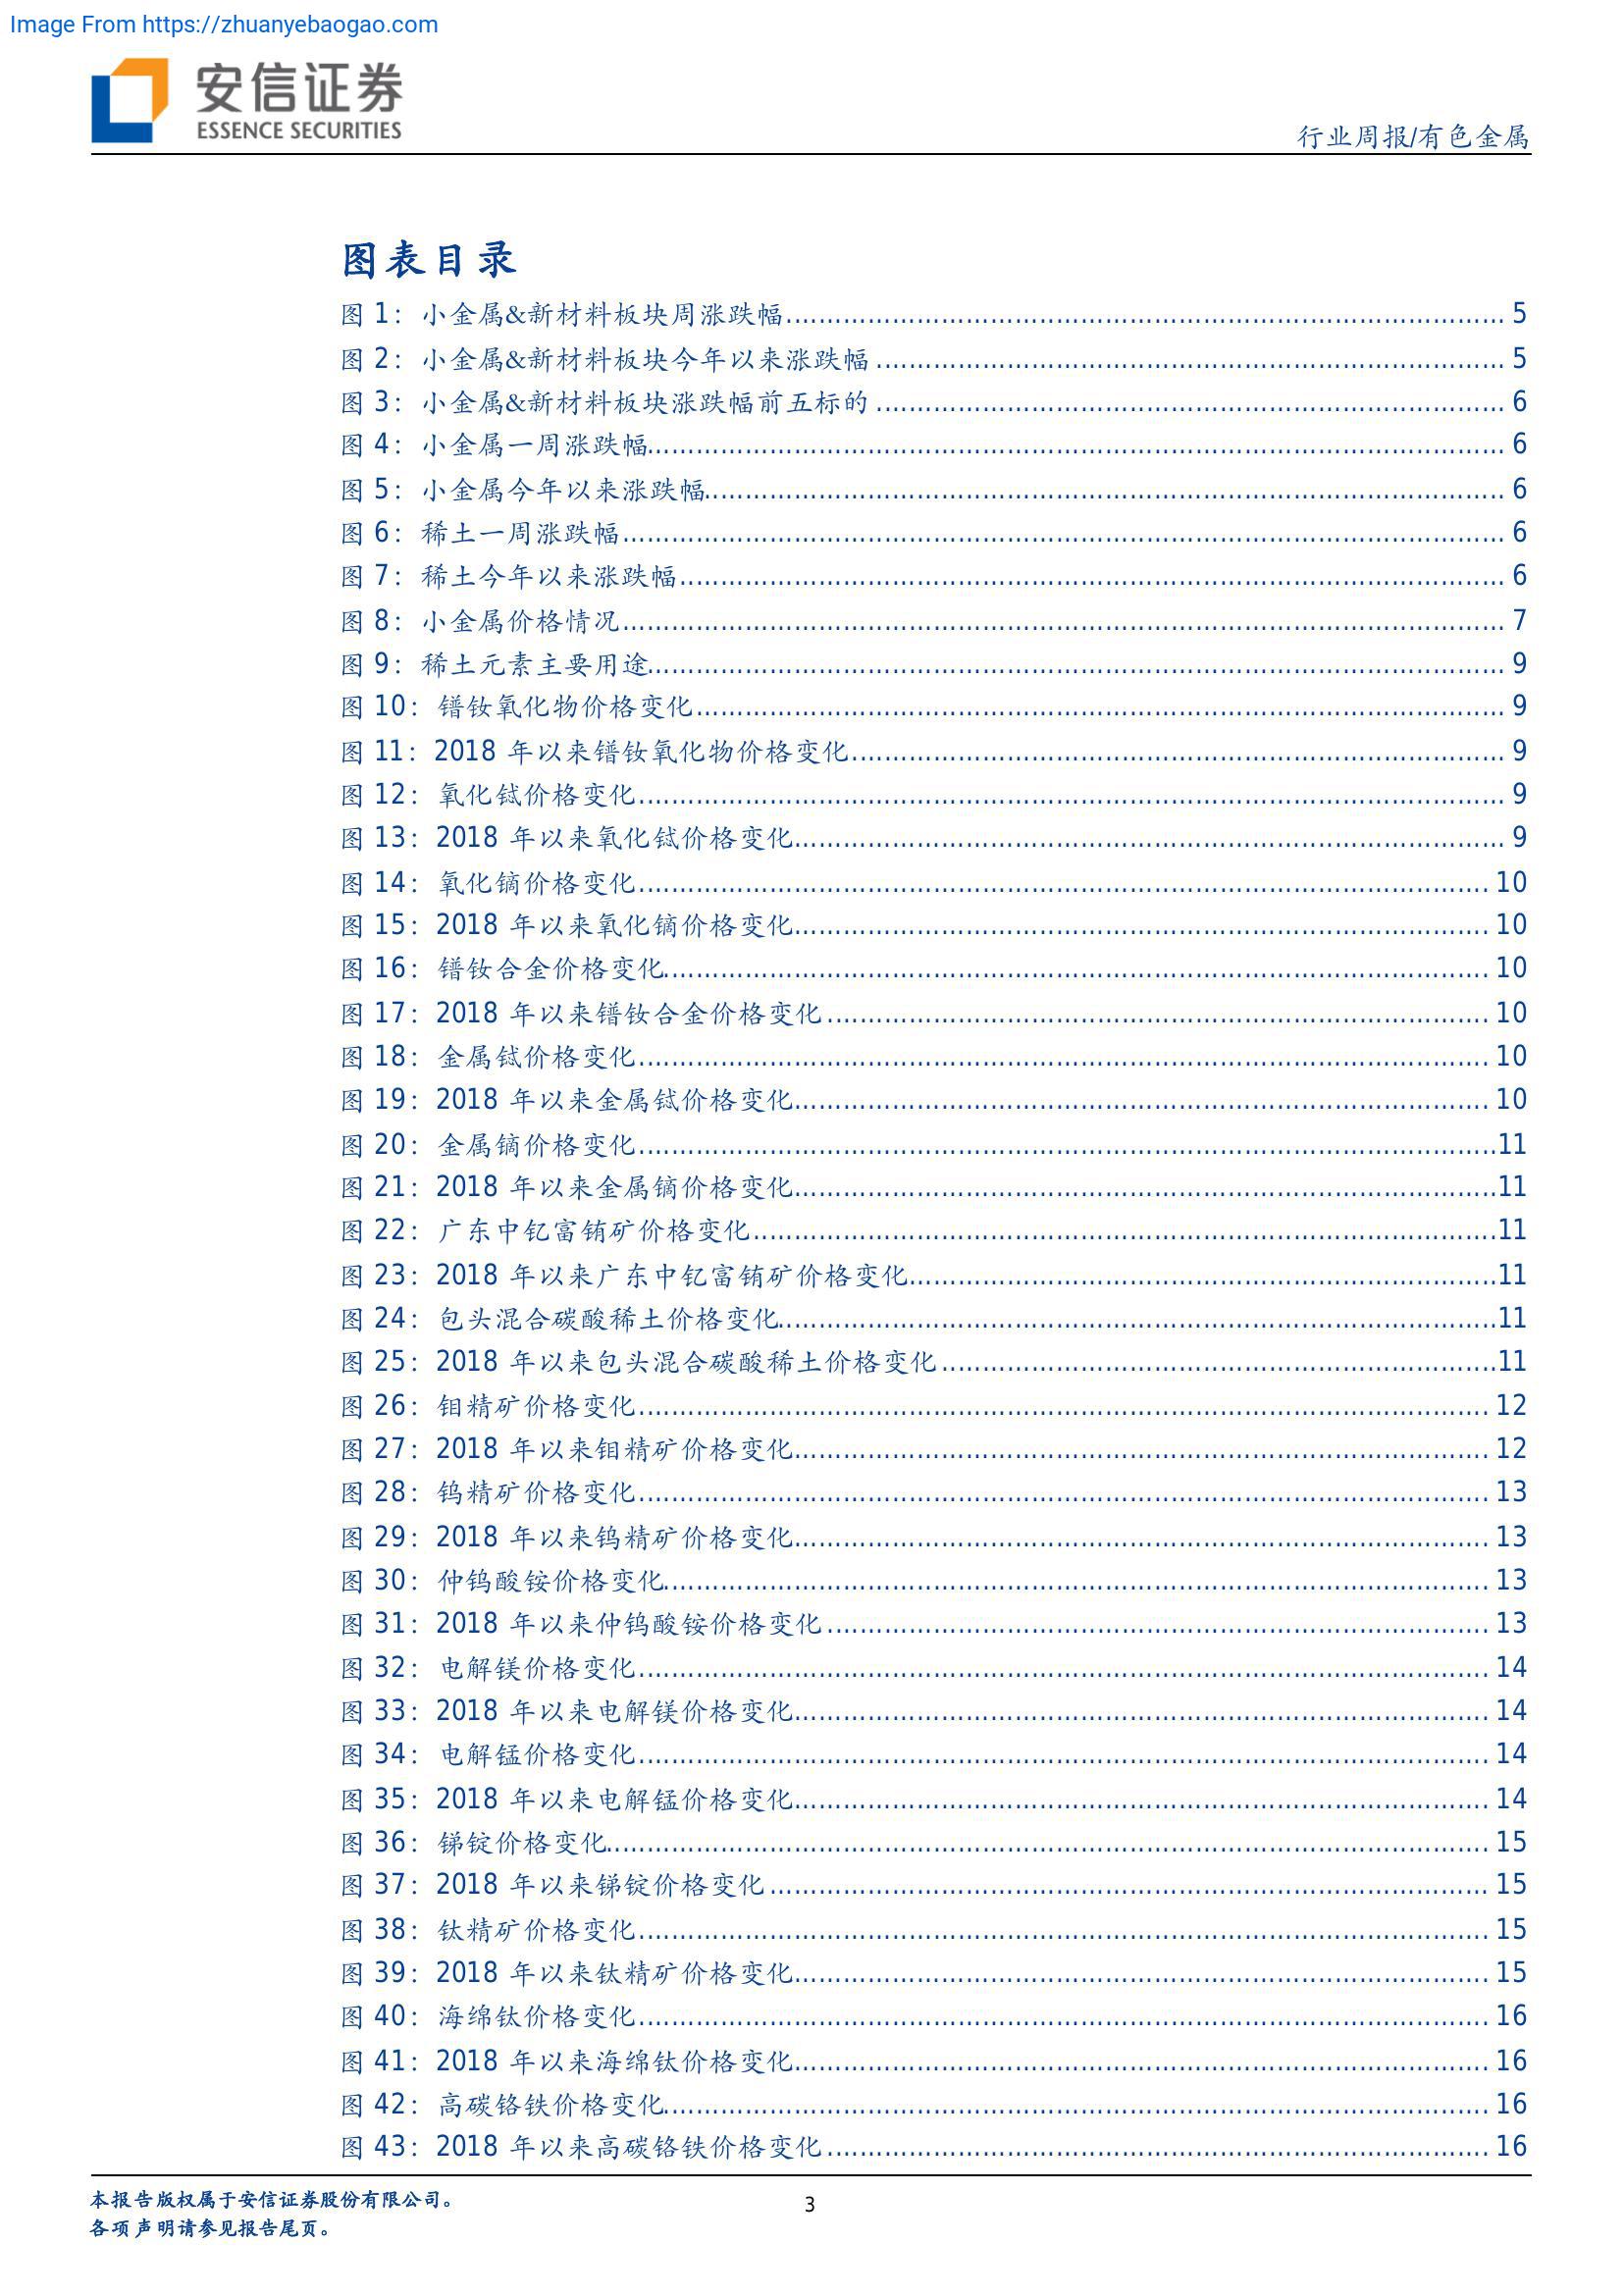 Image From https://zhuanyebaogao.com
安信证券
ESSENCE SECURITIES
行业周报/有色金属
图表目录
图 1：小金属&新材料板块周涨跌幅 5
图 2：小金属&新材料板块今年以来涨跌幅 5
图 3：小金属&新材料板块涨跌幅前五标的 6
图 4：小金属一周涨跌幅 6
图 5：小金属今年以来涨跌幅 6
图 6：稀土一周涨跌幅 6
图 7：稀土今年以来涨跌幅 6
图 8：小金属价格情况 7
图 9：稀土元素主要用途 9
图 10：镨钕氧化物价格变化 9
图 11：2018 年以来镨钕氧化物价格变化 9
图 12：氧化铽价格变化 9
图 13：2018 年以来氧化铽价格变化 9
图 14：氧化镝价格变化 10
图 15：2018 年以来氧化镝价格变化 10
图 16：镨钕合金价格变化 10
图 17：2018 年以来镨钕合金价格变化 10
图 18：金属铽价格变化 10
图 19：2018 年以来金属铽价格变化 10
图 20：金属镝价格变化 11
图 21：2018 年以来金属镝价格变化 11
图 22：广东中钇富铕矿价格变化 11
图 23：2018 年以来广东中钇富铕矿价格变化 11
图 24：包头混合碳酸稀土价格变化 11
图 25：2018 年以来包头混合碳酸稀土价格变化 11
图 26：钼精矿价格变化 12
图 27：2018 年以来钼精矿价格变化 12
图 28：钨精矿价格变化 13
图 29：2018 年以来钨精矿价格变化 13
图 30：仲钨酸铵价格变化 13
图 31：2018 年以来仲钨酸铵价格变化 13
图 32：电解镁价格变化 14
图 33：2018 年以来电解镁价格变化 14
图 34：电解锰价格变化 14
图 35：2018 年以来电解锰价格变化 14
图 36：锑锭价格变化 15
图 37：2018 年以来锑锭价格变化 15
图 38：钛精矿价格变化 15
图 39：2018 年以来钛精矿价格变化 15
图 40：海绵钛价格变化 16
图 41：2018 年以来海绵钛价格变化 16
图 42：高碳铬铁价格变化 16
图 43：2018 年以来高碳铬铁价格变化 16
本报告版权属于安信证券股份有限公司。
各项声明请参见报告尾页。
3